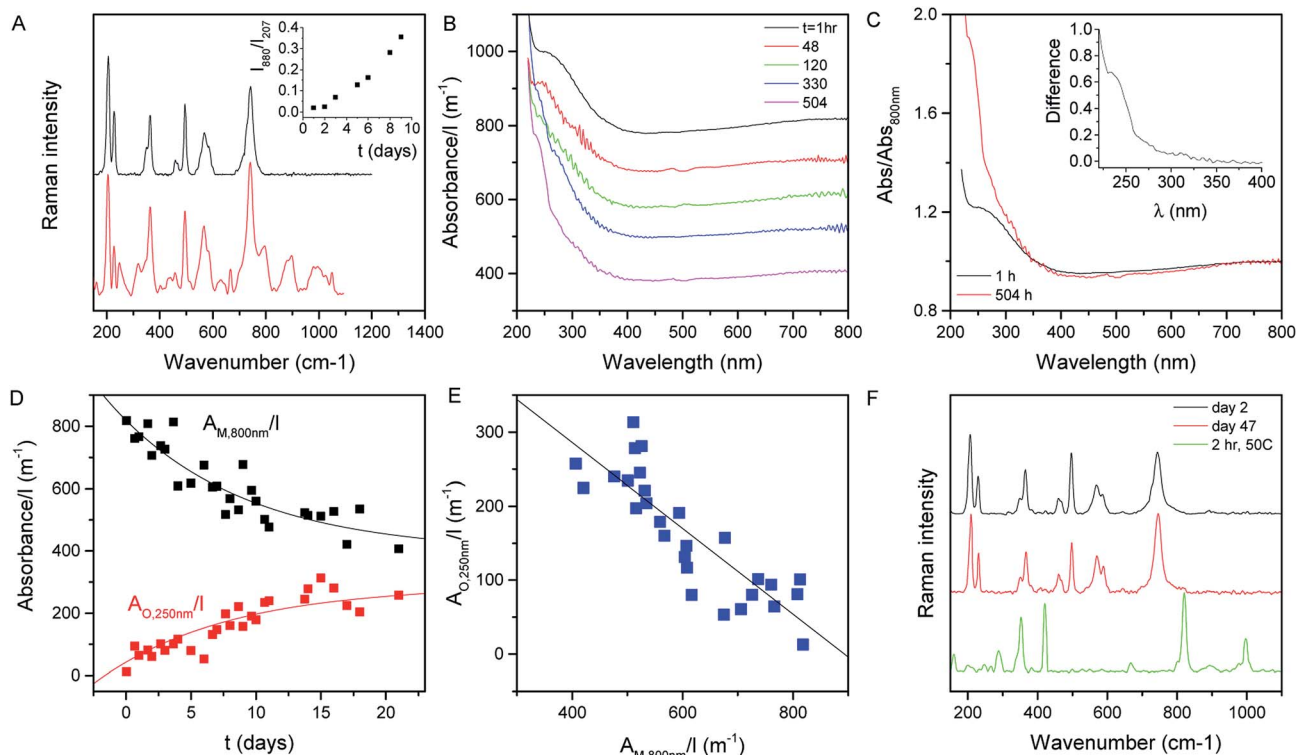 A
Raman intensity
I880/I207
0.4
0.3
0.2
0.1
0.0
0 2 4 6 8 10
t (days)
200 400 600 800 1000 1200 1400
Wavenumber (cm-1)
B
Absorbance/l (m⁻¹)
1000
800
600
400
t=1hr
48
120
330
504
200 300 400 500 600 700 800
Wavelength (nm)
C
Abs/Abs800nm
2.0
1.6
1.2
0.8
Difference
1.0
0.8
0.6
0.4
0.2
0.0
250 300 350 400
λ (nm)
1 h
504 h
200 300 400 500 600 700 800
Wavelength (nm)
D
Absorbance/l (m⁻¹)
800
600
400
200
0
AM,800nm/l
AO,250nm/l
0 5 10 15 20
t (days)
E
AO,250nm/l (m⁻¹)
300
200
100
0
400 600 800
AM,800nm/l (m⁻¹)
F
Raman intensity
day 2
day 47
2 hr, 50C
200 400 600 800 1000
Wavenumber (cm-1)